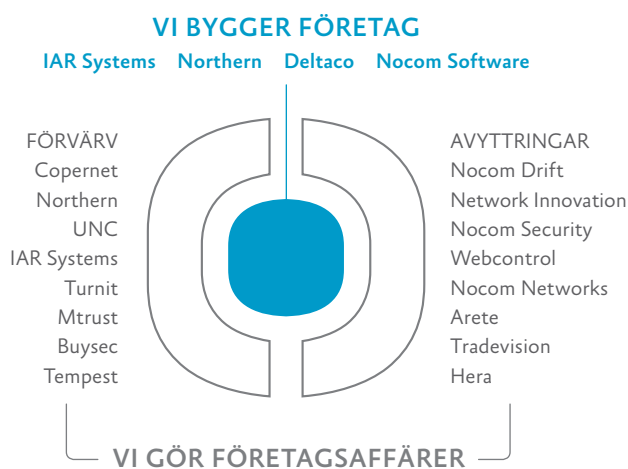 VI BYGGER FÖRETAG
IAR Systems Northern Deltaco Nocom Software
FÖRVÄRV
Copernet
Northern
UNC
IAR Systems
Turnit
Mtrust
Buysec
Tempest
AVYTTRINGAR
Nocom Drift
Network Innovation
Nocom Security
Webcontrol
Nocom Networks
Arete
Tradevision
Hera
VI GÖR FÖRETAGSAFFÄRER